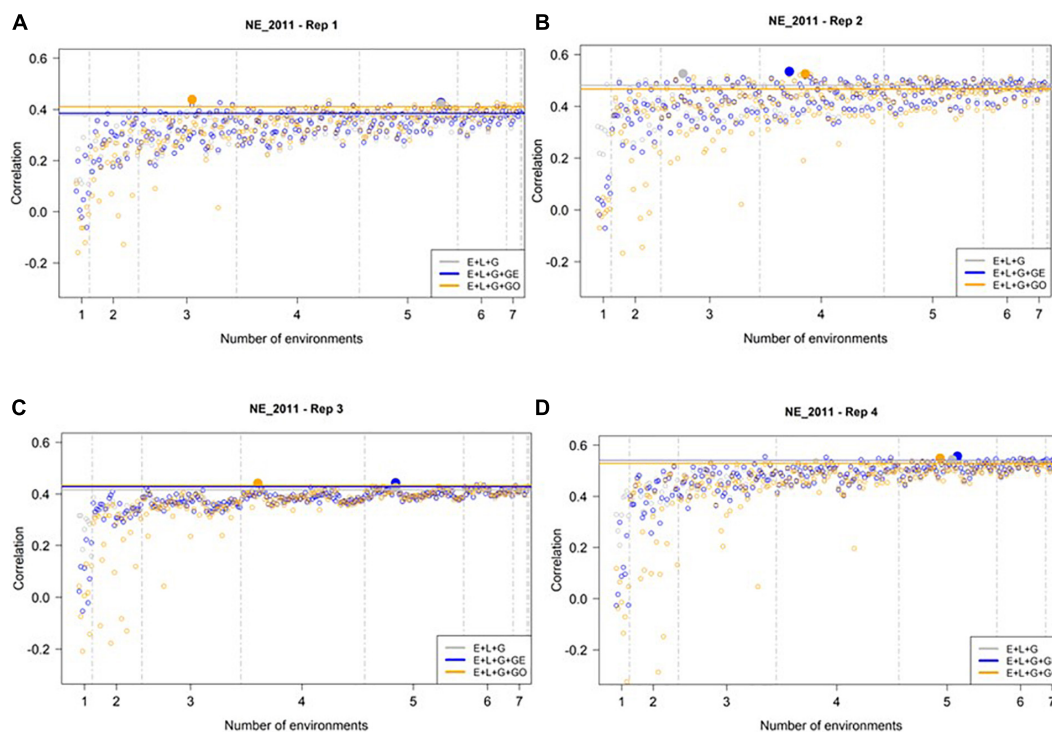 A
NE_2011 - Rep 1
Correlation
0.6
0.4
0.2
0.0
-0.2
E+L+G
E+L+G+GE
E+L+G+GO
1 2 3 4 5 6 7
Number of environments
B
NE_2011 - Rep 2
Correlation
0.6
0.4
0.2
0.0
-0.2
E+L+G
E+L+G+GE
E+L+G+GO
1 2 3 4 5 6 7
Number of environments
C
NE_2011 - Rep 3
Correlation
0.6
0.4
0.2
0.0
-0.2
E+L+G
E+L+G+GE
E+L+G+GO
1 2 3 4 5 6 7
Number of environments
D
NE_2011 - Rep 4
Correlation
0.6
0.4
0.2
0.0
-0.2
E+L+G
E+L+G+G
E+L+G+G
1 2 3 4 5 6 7
Number of environments